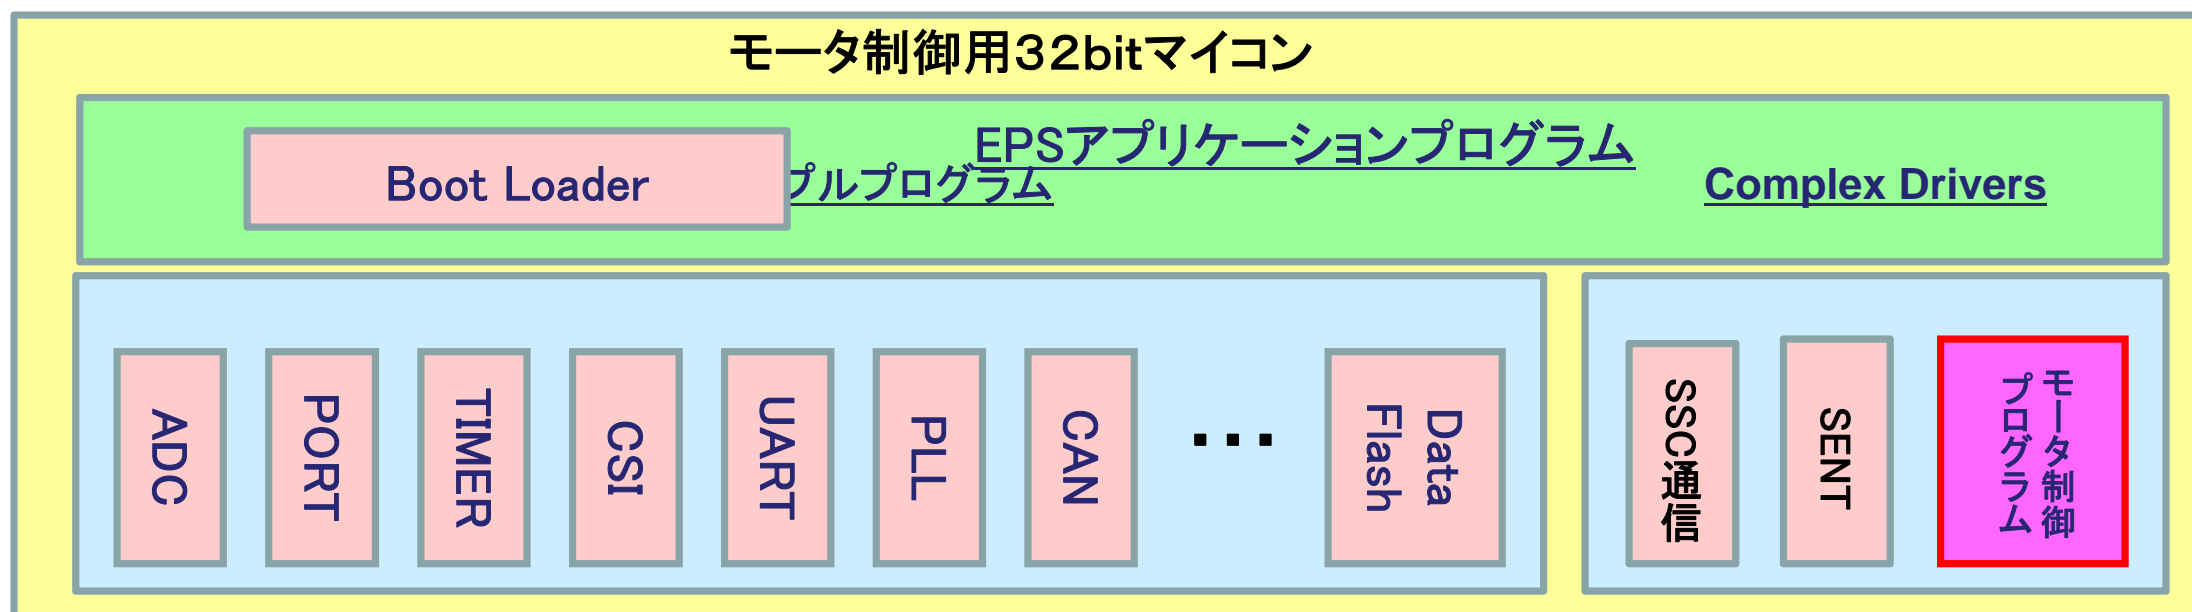 モータ制御用32bitマイコン
EPSアプリケーションプログラム
Boot Loader
プルプログラム
Complex Drivers
ADC
PORT
TIMER
CSI
UART
PLL
CAN
...
Data
Flash
SSC通信
SENT
モータ制御
プログラム